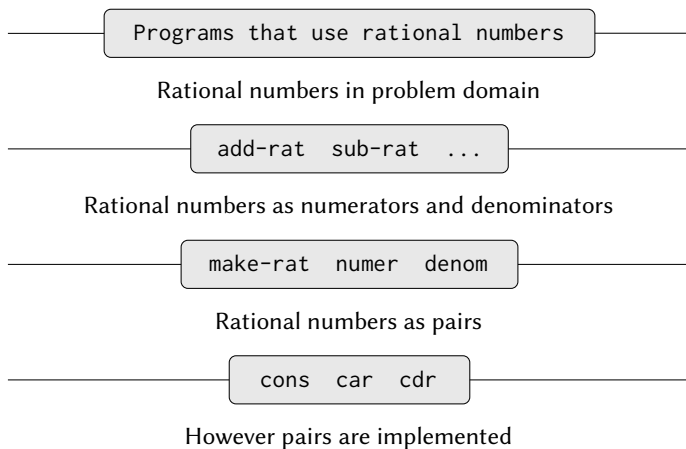 Programs that use rational numbers
Rational numbers in problem domain
add-rat sub-rat ...
Rational numbers as numerators and denominators
make-rat numer denom
Rational numbers as pairs
cons car cdr
However pairs are implemented